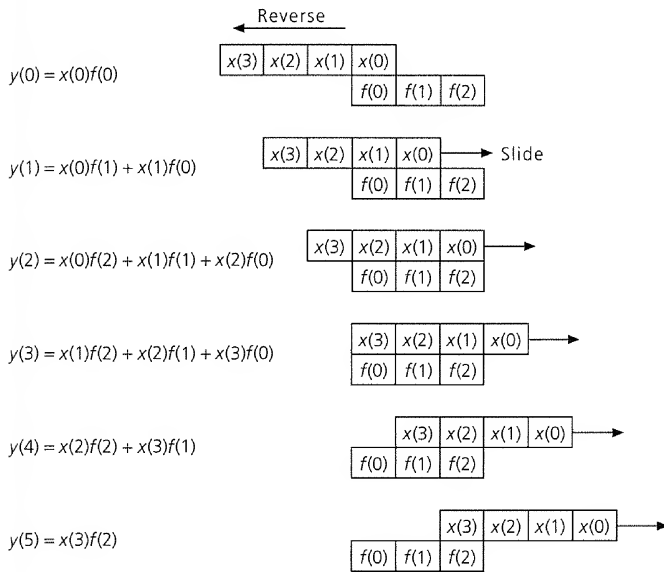 Reverse
x(3) x(2) x(1) x(0)
y(0) = x(0)f(0)
f(0) f(1) f(2)
x(3) x(2) x(1) x(0) Slide
y(1) = x(0)f(1) + x(1)f(0)
f(0) f(1) f(2)
x(3) x(2) x(1) x(0)
y(2) = x(0)f(2) + x(1)f(1) + x(2)f(0)
f(0) f(1) f(2)
x(3) x(2) x(1) x(0)
y(3) = x(1)f(2) + x(2)f(1) + x(3)f(0)
f(0) f(1) f(2)
x(3) x(2) x(1) x(0)
y(4) = x(2)f(2) + x(3)f(1)
f(0) f(1) f(2)
x(3) x(2) x(1) x(0)
y(5) = x(3)f(2)
f(0) f(1) f(2)